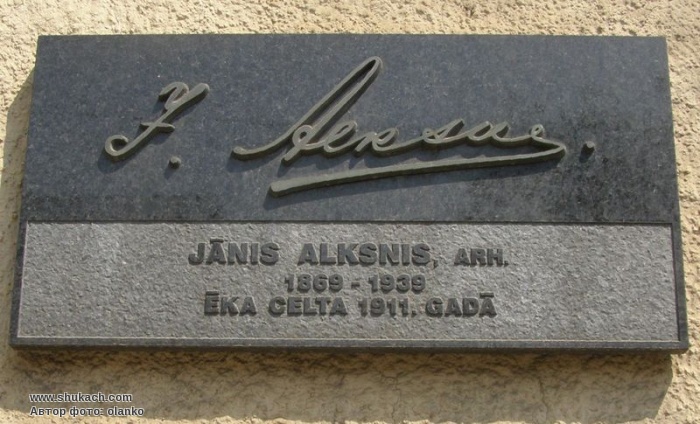 J. Alksnis.
JĀNIS ALKSNIS, ARH.
1869 - 1939
ĒKA CELTA 1911. GADĀ
www.shukach.com
Автор фото: olanko